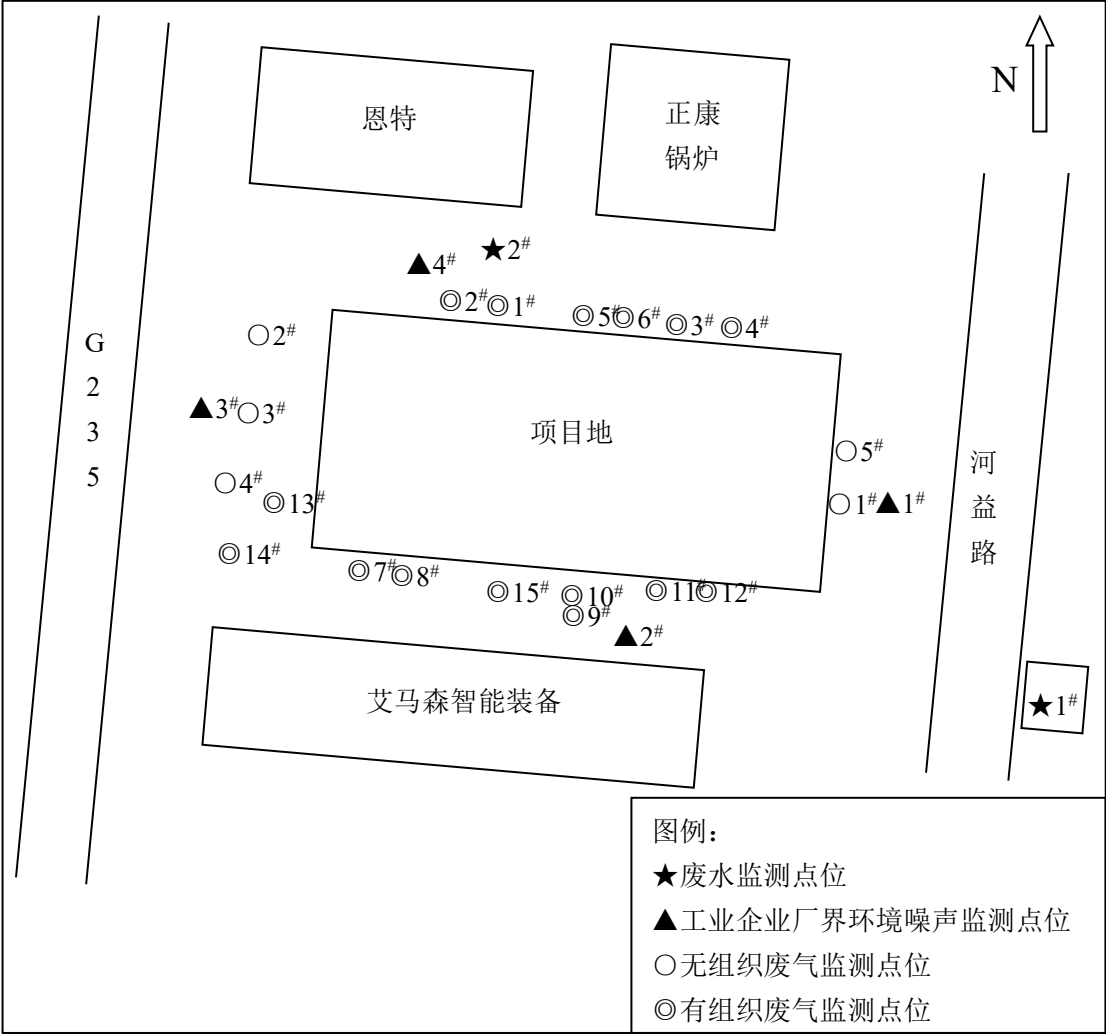 N
恩特
正康
锅炉
★2#
▲4#
◎2#
◎1#
◎5#
◎6#
◎3#
◎4#
○2#
G
2
3
5
▲3#
○3#
项目地
○5#
河
益
路
○4#
◎13#
○1#
▲1#
◎14#
◎7#
◎8#
◎15#
◎10#
◎11#
◎12#
◎9#
▲2#
艾马森智能装备
★1#
图例：
★废水监测点位
▲工业企业厂界环境噪声监测点位
○无组织废气监测点位
◎有组织废气监测点位